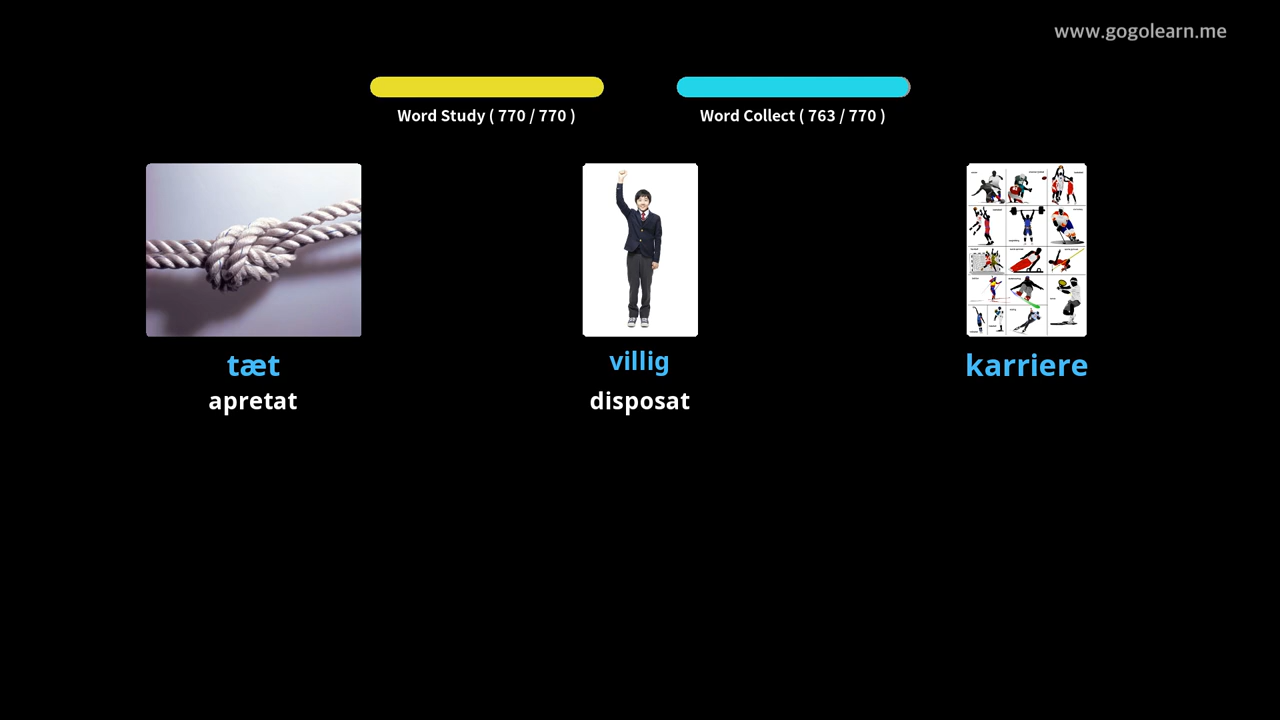 www.gogolearn.me
Word Study ( 770 / 770 )
Word Collect ( 763 / 770 )
tæt
apretat
villig
disposat
karriere